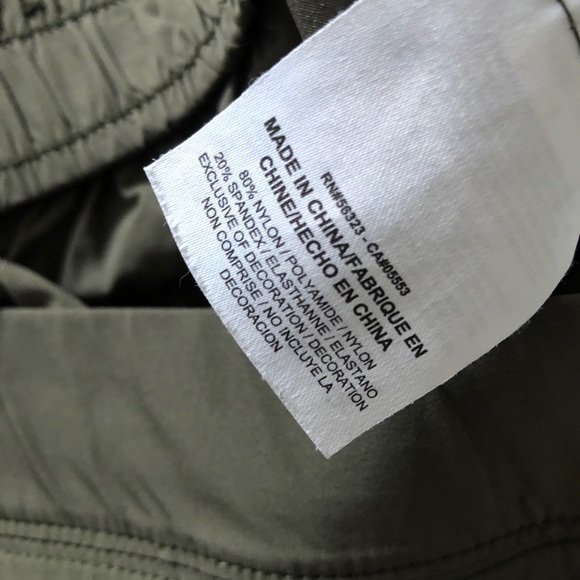 RN#56323 - CA#05553
MADE IN CHINA/FABRIQUE EN
CHINE/HECHO EN CHINA
80% NYLON / POLYAMIDE / NYLON
20% SPANDEX / ELASTHANNE / ELASTANO
EXCLUSIVE OF DECORATION / DECORATION
NON COMPRISE / NO INCLUYE LA
DECORACION